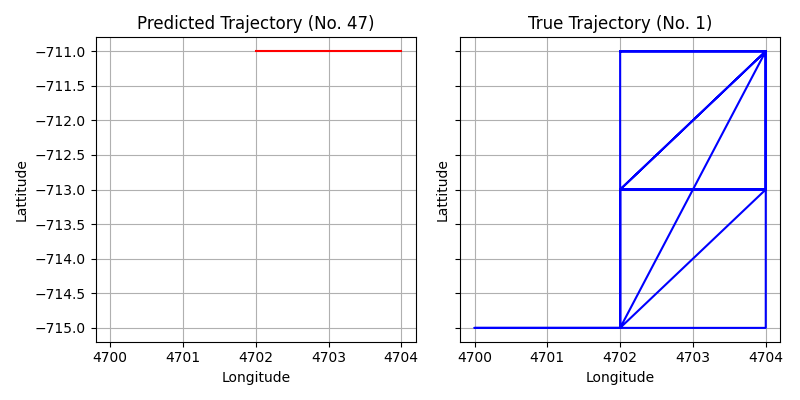 Predicted Trajectory (No. 47)
True Trajectory (No. 1)
−711.0
−711.5
−712.0
−712.5
−713.0
−713.5
−714.0
−714.5
−715.0
Lattitude
Lattitude
4700 4701 4702 4703 4704
4700 4701 4702 4703 4704
Longitude
Longitude